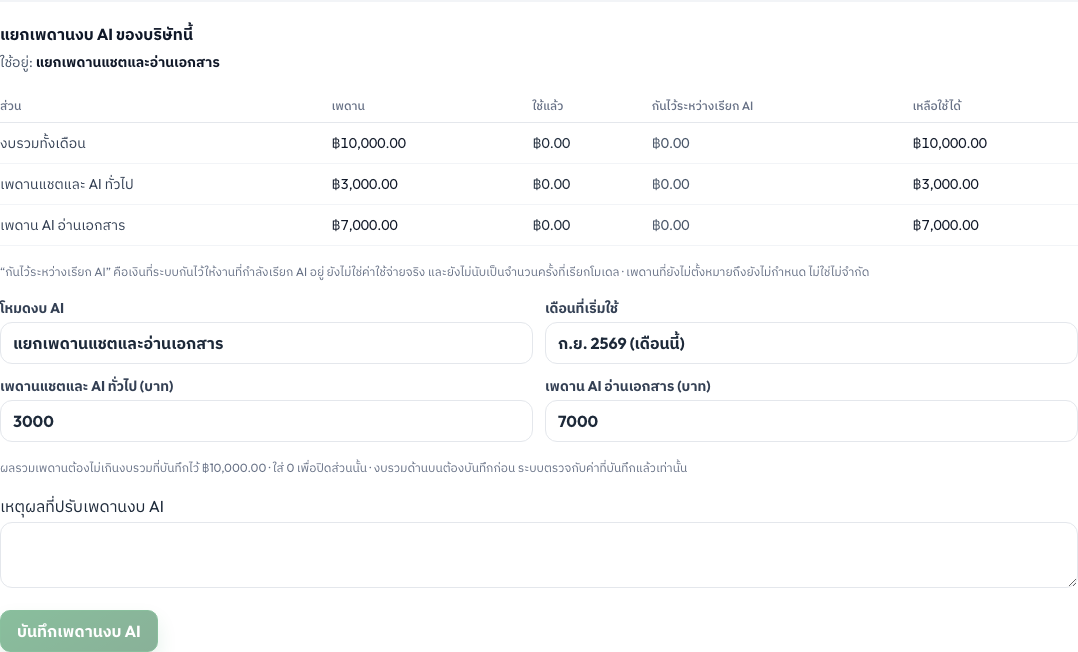 แยกเพดานงบ AI ของบริษัทนี้
ใช้อยู่: แยกเพดานแชตและอ่านเอกสาร
ส่วน เพดาน ใช้แล้ว กันไว้ระหว่างเรียก AI เหลือใช้ได้
งบรวมทั้งเดือน ฿10,000.00 ฿0.00 ฿0.00 ฿10,000.00
เพดานแชตและ AI ทั่วไป ฿3,000.00 ฿0.00 ฿0.00 ฿3,000.00
เพดาน AI อ่านเอกสาร ฿7,000.00 ฿0.00 ฿0.00 ฿7,000.00
“กันไว้ระหว่างเรียก AI” คือเงินที่ระบบกันไว้ให้งานที่กำลังเรียก AI อยู่ ยังไม่ใช่ค่าใช้จ่ายจริง และยังไม่นับเป็นจำนวนครั้งที่เรียกโมเดล · เพดานที่ยังไม่ตั้งหมายถึงยังไม่กำหนด ไม่ใช่ไม่จำกัด
โหมดงบ AI เดือนที่เริ่มใช้
แยกเพดานแชตและอ่านเอกสาร ก.ย. 2569 (เดือนนี้)
เพดานแชตและ AI ทั่วไป (บาท) เพดาน AI อ่านเอกสาร (บาท)
3000 7000
ผลรวมเพดานต้องไม่เกินงบรวมที่บันทึกไว้ ฿10,000.00 · ใส่ 0 เพื่อปิดส่วนนั้น · งบรวมด้านบนต้องบันทึกก่อน ระบบตรวจกับค่าที่บันทึกแล้วเท่านั้น
เหตุผลที่ปรับเพดานงบ AI
บันทึกเพดานงบ AI